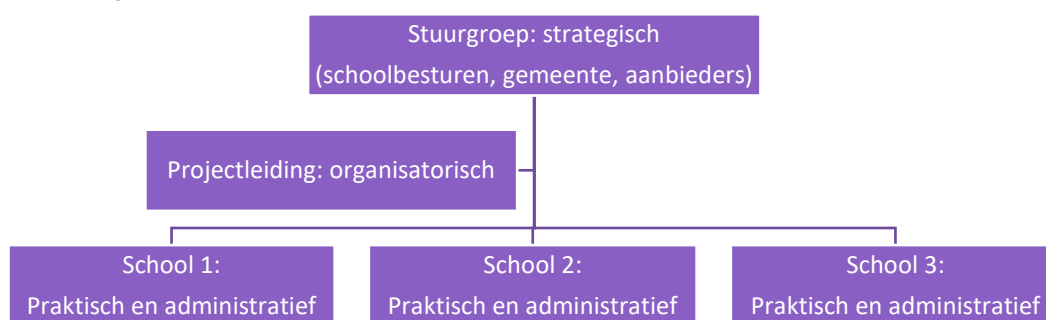 Stuurgroep: strategisch
(schoolbesturen, gemeente, aanbieders)
Projectleiding: organisatorisch
School 1:
Praktisch en administratief
School 2:
Praktisch en administratief
School 3:
Praktisch en administratief